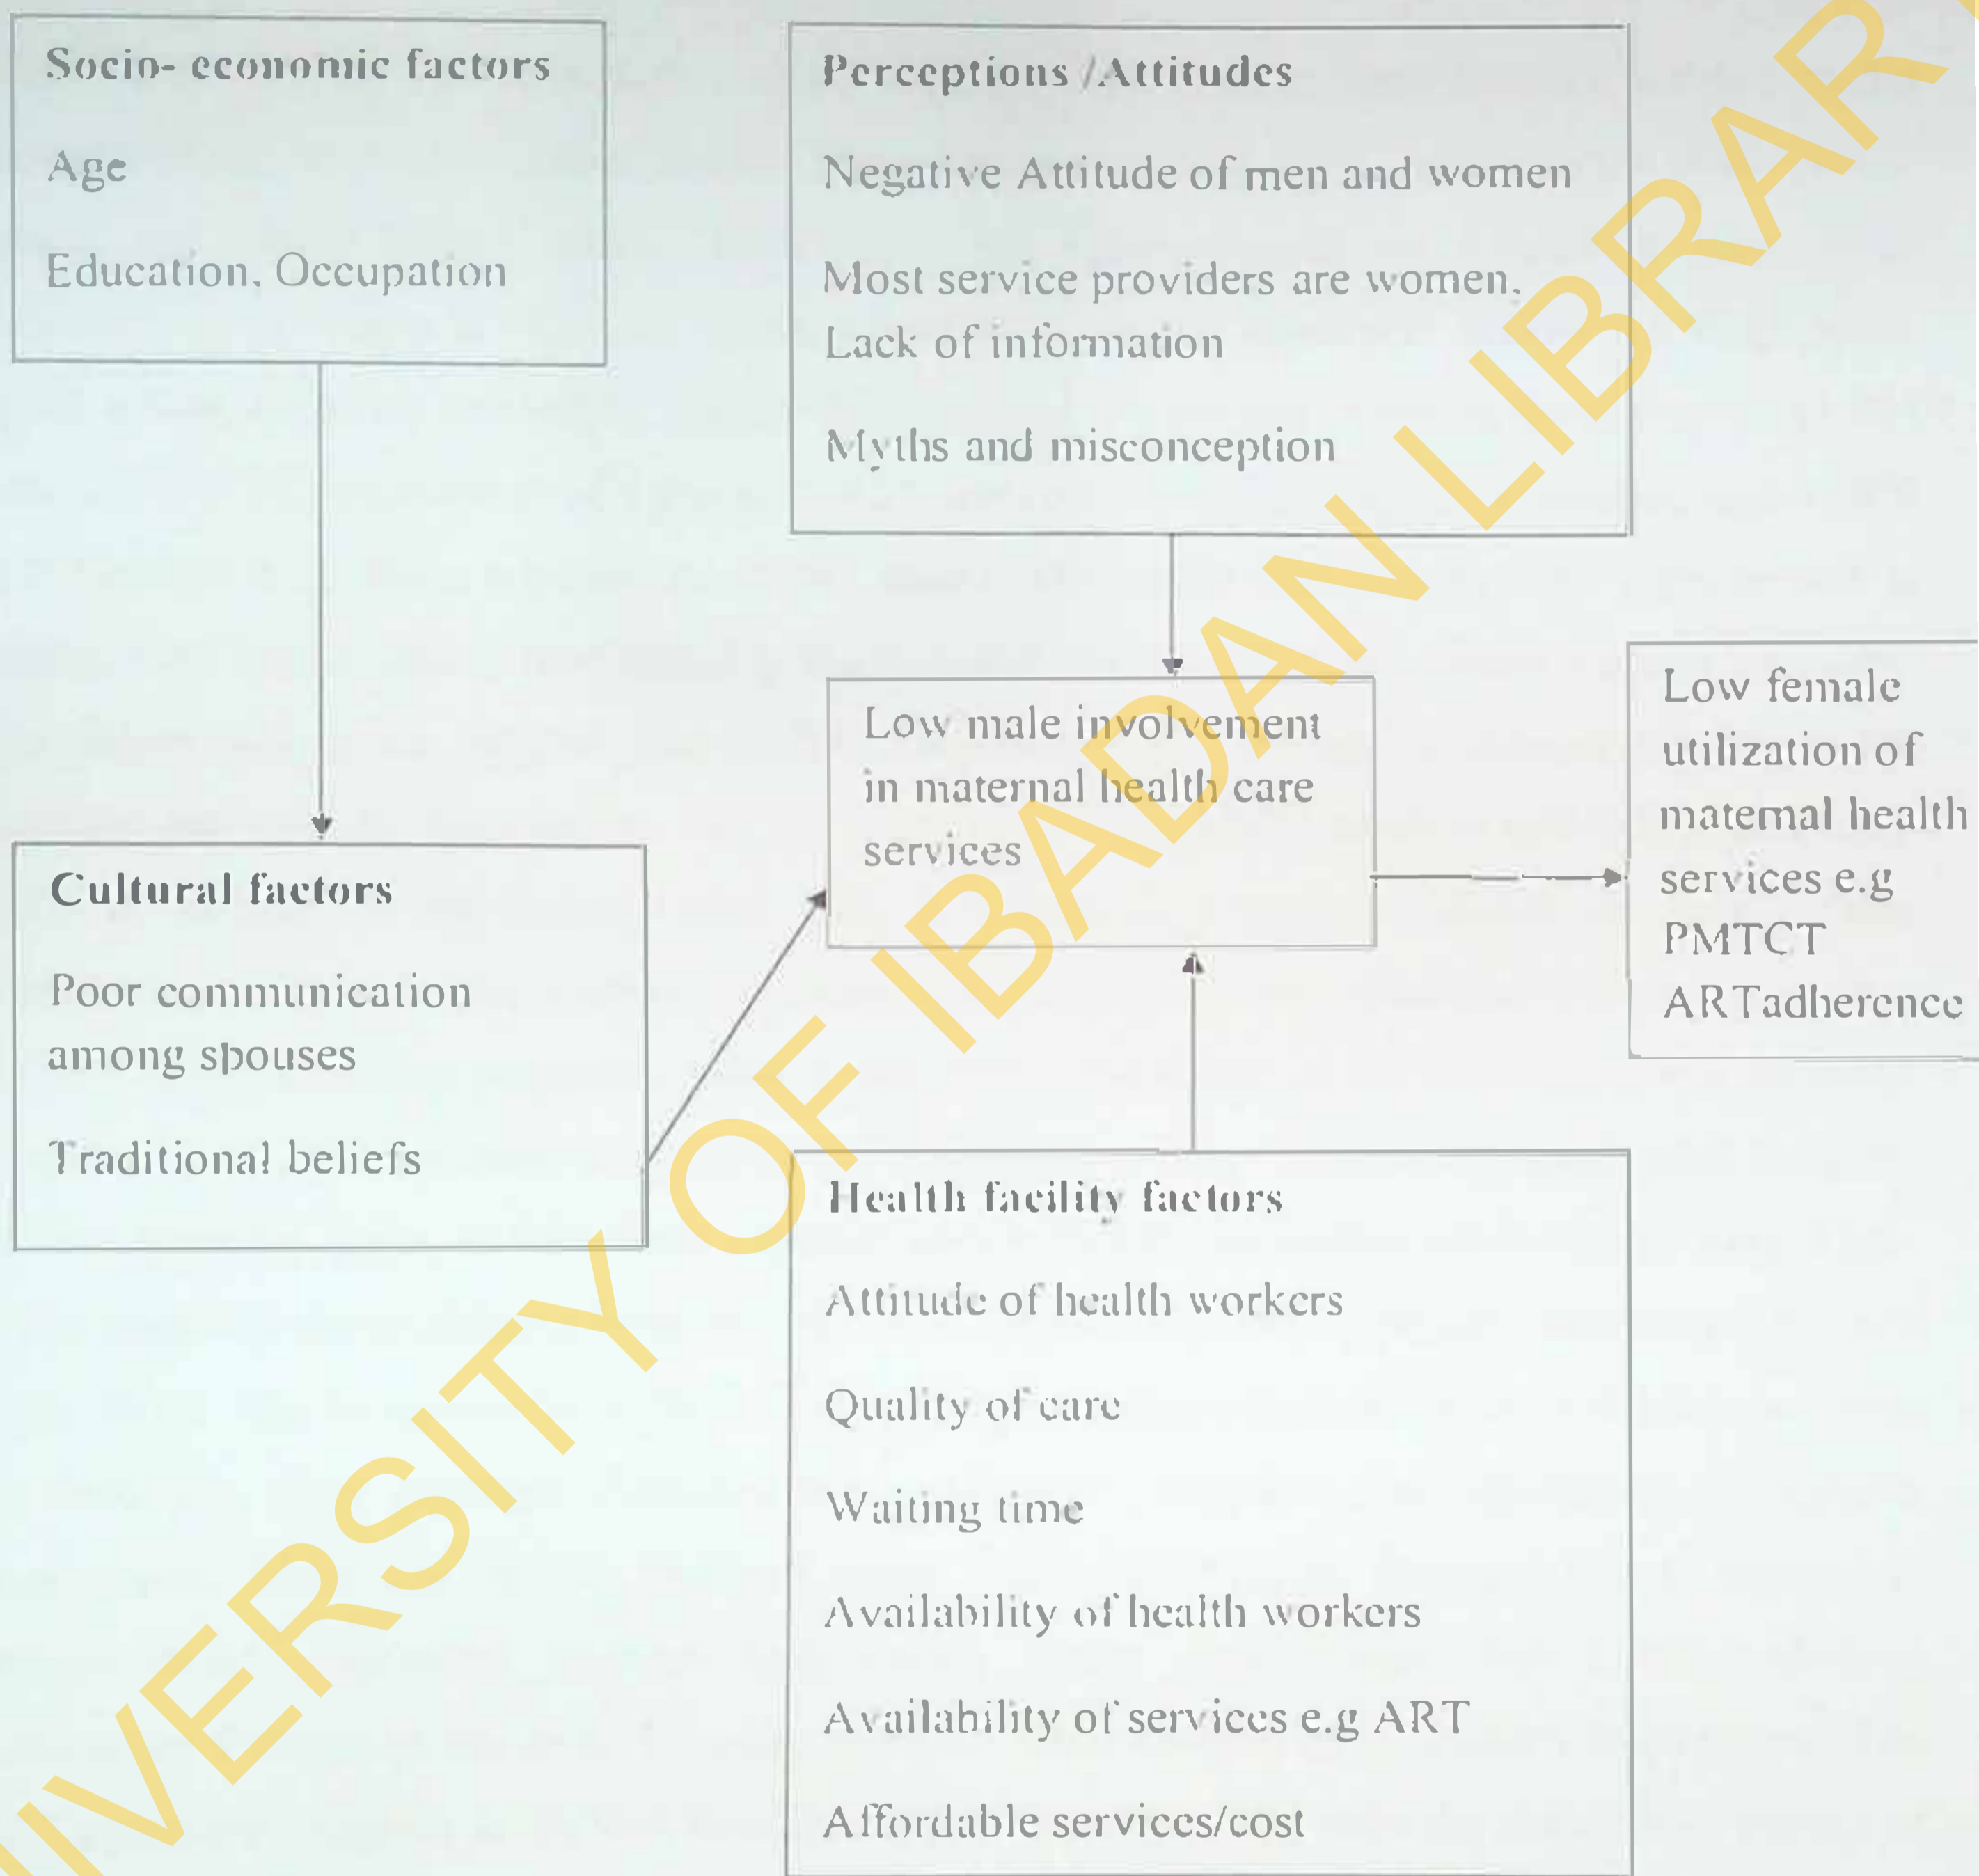 Socio- economic factors
Age
Education, Occupation
Perceptions /Attitudes
Negative Attitude of men and women
Most service providers are women,
Lack of information
Myths and misconception
Low male involvement
in maternal health care
services
Low female
utilization of
maternal health
services e.g
PMTCT
ARTadherence
Cultural factors
Poor communication
among spouses
Traditional beliefs
Health facility factors
Attitude of health workers
Quality of care
Waiting time
Availability of health workers
Availability of services e.g ART
Affordable services/cost
IVERSITY OF IBADAN LIBRAR